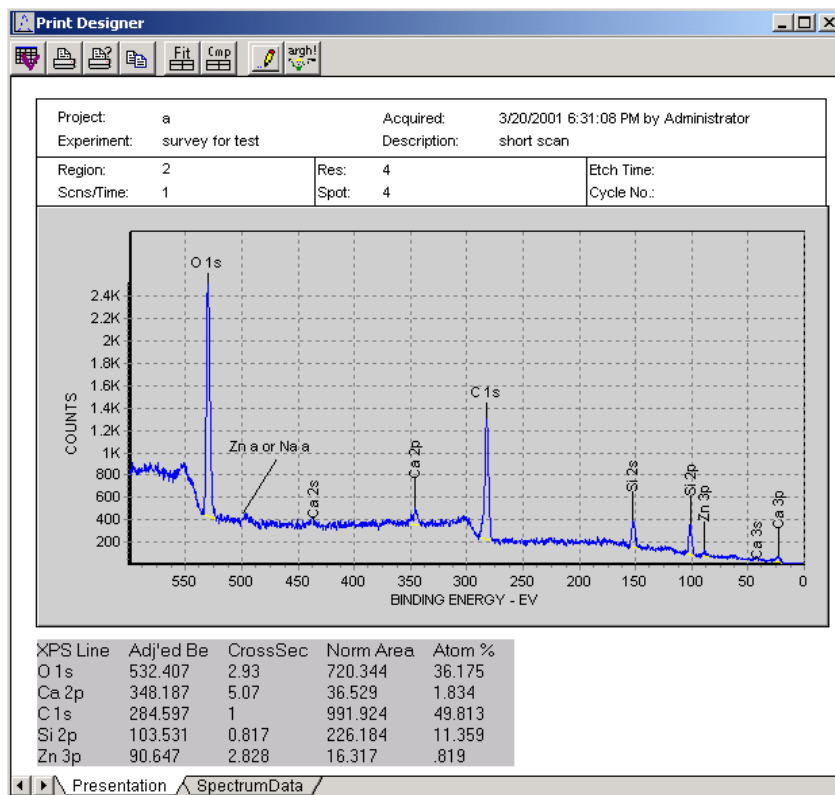 Print Designer
Fit Cmp argh!
Project: a Acquired: 3/20/2001 6:31:08 PM by Administrator
Experiment: survey for test Description: short scan
Region: 2 Res: 4 Etch Time:
Scns/Time: 1 Spot: 4 Cycle No.:
O 1s
2.4K
2.2K
2K
1.8K
1.6K
1.4K
1.2K
1K
800
600
400
200
COUNTS
Zn a or Na a
Ca 2s
Ca 2p
C 1s
Si 2s
Si 2p
Zn 3p
Ca 3s
Ca 3p
550 500 450 400 350 300 250 200 150 100 50 0
BINDING ENERGY - EV
XPS Line Adj'ed Be CrossSec Norm Area Atom %
O 1s 532.407 2.93 720.344 36.175
Ca 2p 348.187 5.07 36.529 1.834
C 1s 284.597 1 991.924 49.813
Si 2p 103.531 0.817 226.184 11.359
Zn 3p 90.647 2.828 16.317 .819
Presentation SpectrumData